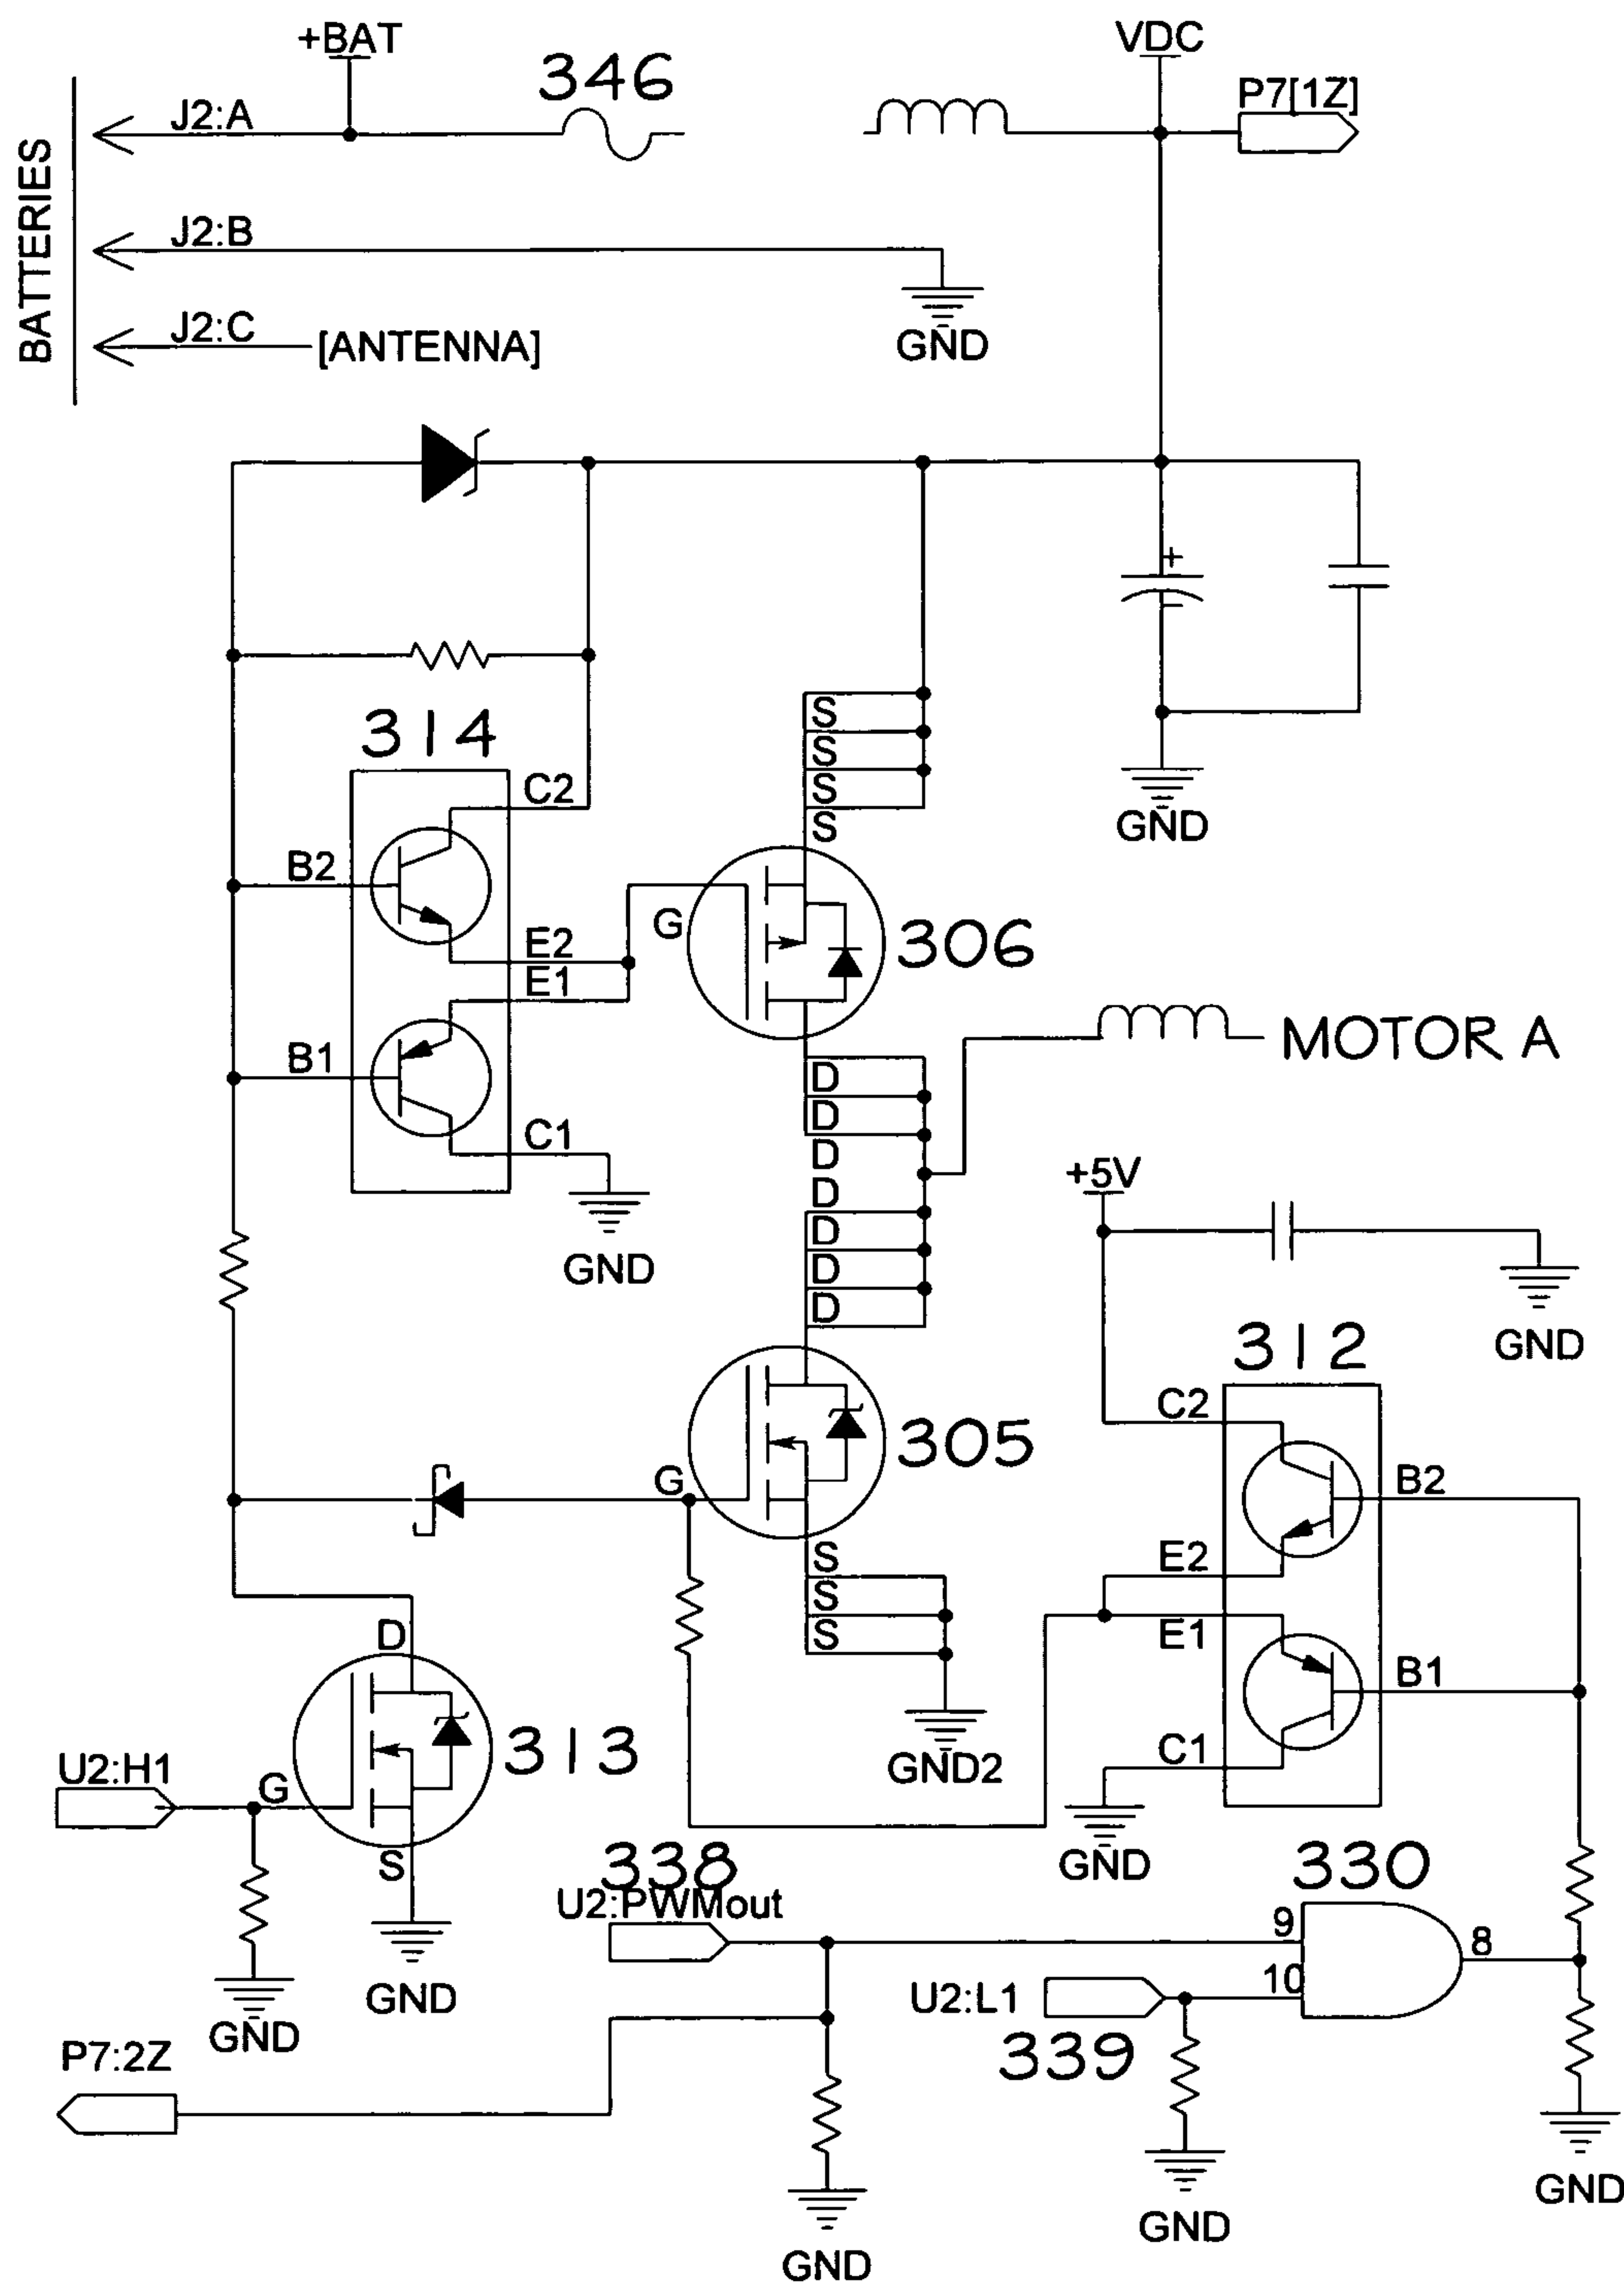 +BAT
346
VDC
P7[1Z]
J2:A
BATTERIES
J2:B
GND
J2:C
[ANTENNA]
+
−
GND
314
S
S
S
S
C2
B2
G
306
E2
E1
B1
MOTOR A
D
D
D
D
D
D
D
C1
GND
+5V
GND
312
C2
305
G
B2
S
S
S
E2
E1
D
B1
GND2
C1
313
U2:H1
G
S
GND
338
U2:PWMout
330
9
8
10
U2:L1
GND
GND
339
P7:2Z
GND
GND
GND